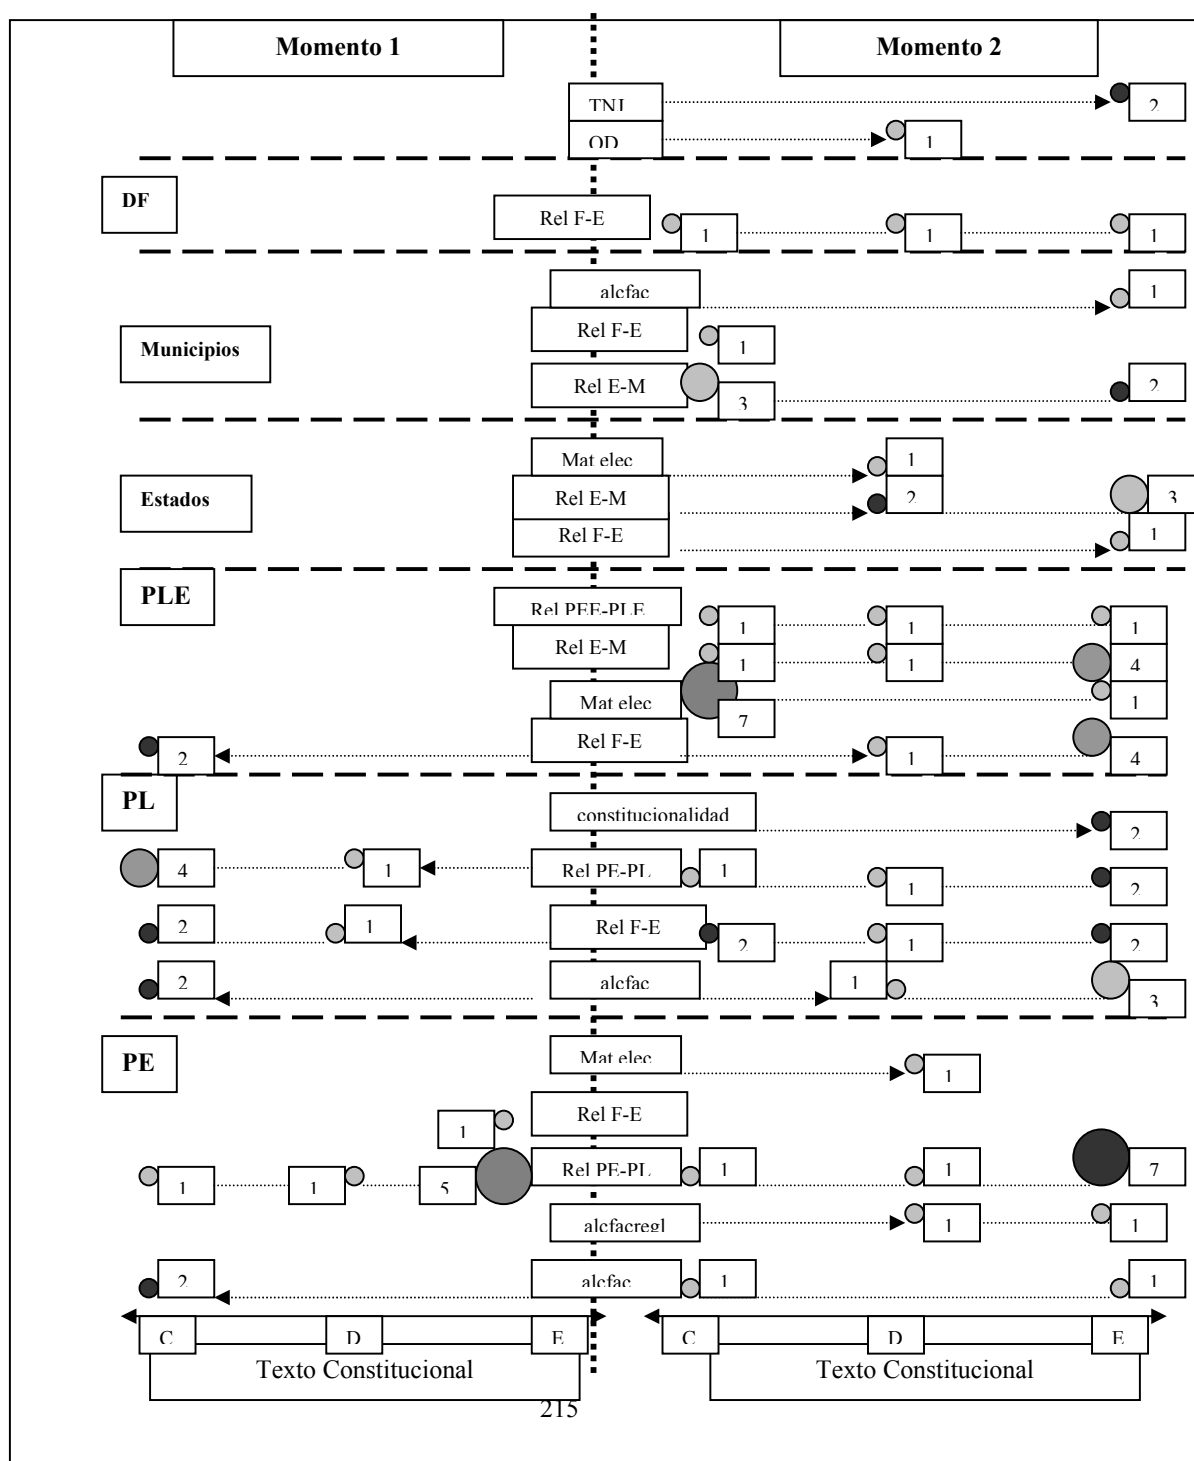 Momento 1 Momento 2
TNI 2
OD 1
DF
Rel F-E 1 1 1
alcfac 1
Rel F-E 1
Municipios
Rel E-M 3 2
Mat elec 1
Estados
Rel E-M 2 3
Rel F-E 1
PLE
Rel PEE-PLE 1 1 1
Rel E-M 1 1 4
Mat elec 7 1
2 Rel F-E 1 4
PL
constitucionalidad 2
4 1 Rel PE-PL 1 1 2
2 1 Rel F-E 2 1 2
2 alcfac 1 3
PE
Mat elec 1
1 Rel F-E
1 1 5 Rel PE-PL 1 1 7
alcfacregl 1 1
2 alcfac 1 1
C D E C D E
Texto Constitucional Texto Constitucional
215